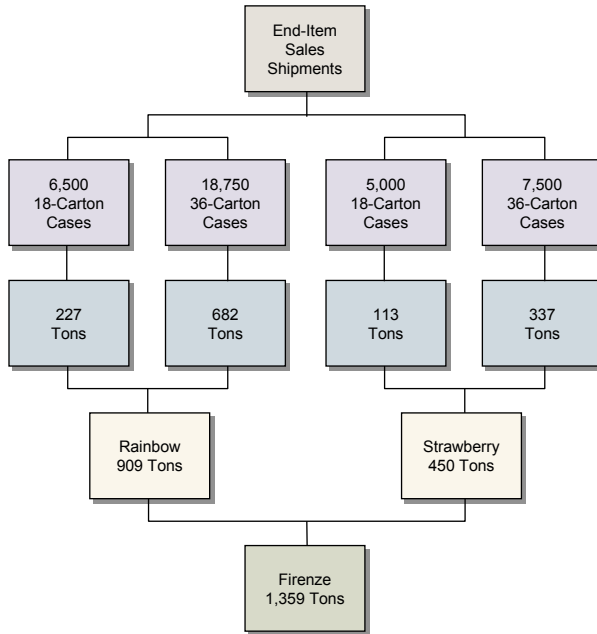 End-Item
Sales
Shipments
6,500
18-Carton
Cases
18,750
36-Carton
Cases
5,000
18-Carton
Cases
7,500
36-Carton
Cases
227
Tons
682
Tons
113
Tons
337
Tons
Rainbow
909 Tons
Strawberry
450 Tons
Firenze
1,359 Tons